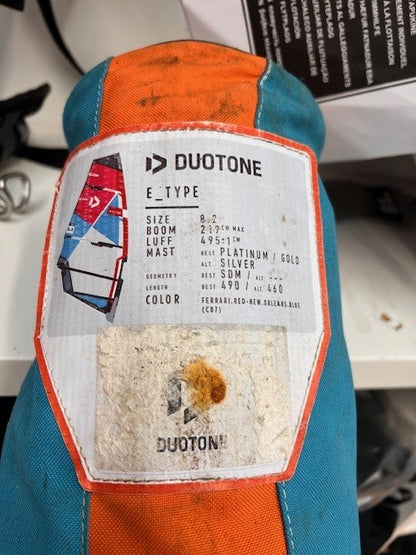 DUOTONE
E_TYPE
SIZE 8.2
BOOM 219 CM MAX
LUFF 495:1 CM
MAST BEST PLATINUM / GOLD
ALT. SILVER
GEOMETRY BEST SDM / ALT. ---
LENGTH BEST 490 / ALT. 460
COLOR FERRARI.RED-NEW.ORLEANS.BLUE
(C07)
DUOTONE